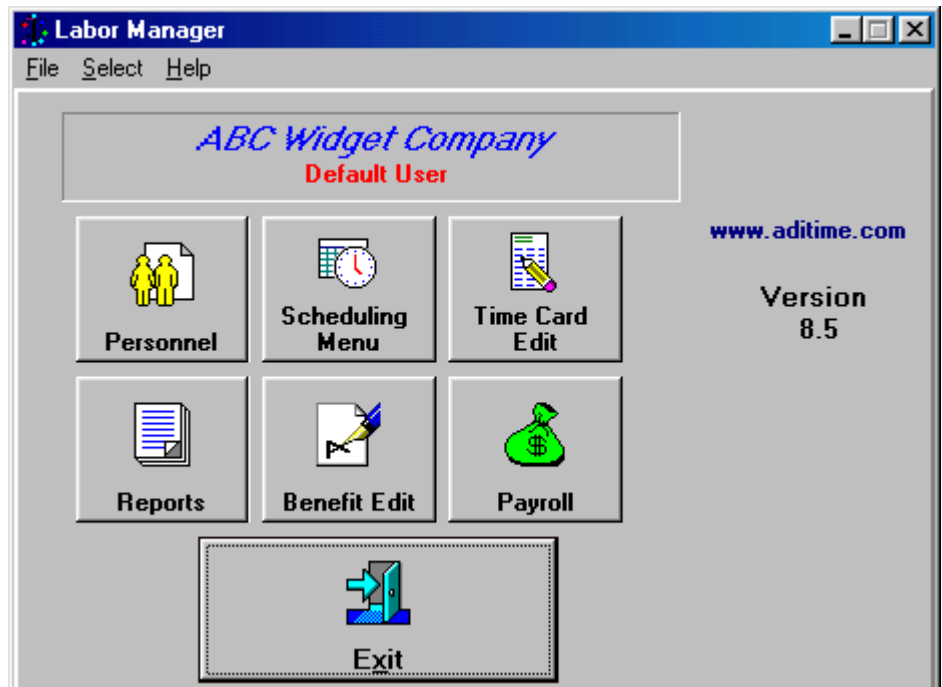 Labor Manager
File Select Help
ABC Widget Company
Default User
www.aditime.com
Version
8.5
Personnel
Scheduling
Menu
Time Card
Edit
Reports
Benefit Edit
$
Payroll
Exit